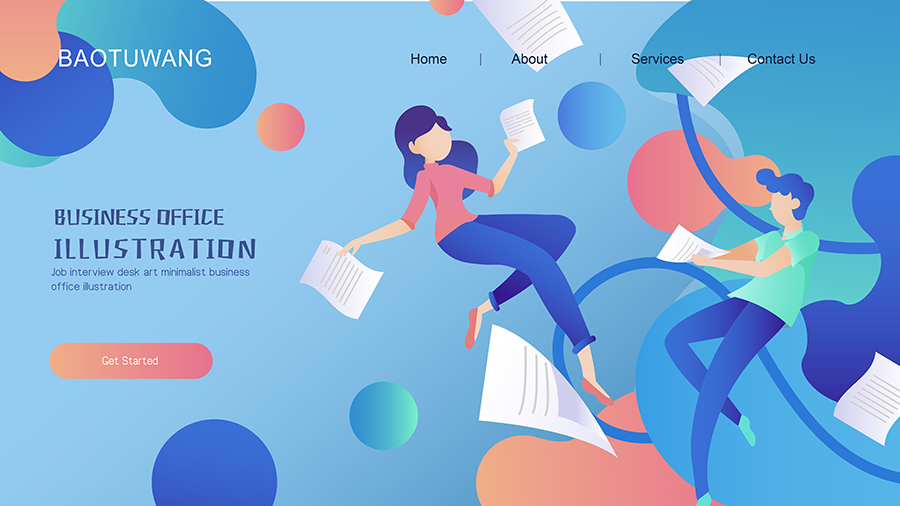 BAOTUWANG
Home | About | Services | Contact Us
BUSINESS OFFICE
ILLUSTRATION
Job interview desk art minimalist business
office illustration
Get Started